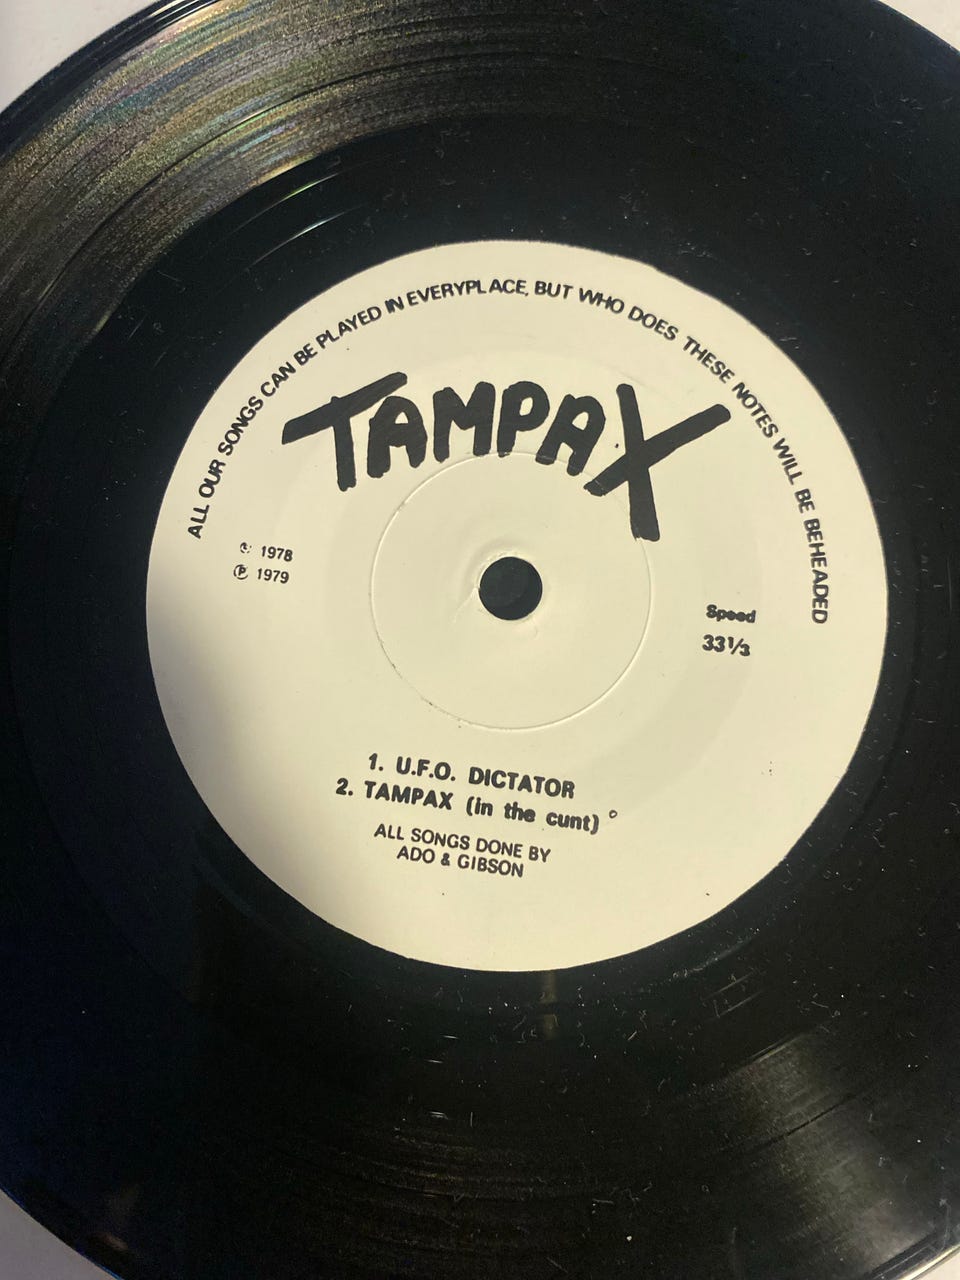 ALL OUR SONGS CAN BE PLAYED IN EVERYPLACE, BUT WHO DOES THESE NOTES WILL BE BEHEADED
TAMPAX
© 1978
℗ 1979
Speed
33⅓
1. U.F.O. DICTATOR
2. TAMPAX (in the cunt)
ALL SONGS DONE BY
ADO & GIBSON